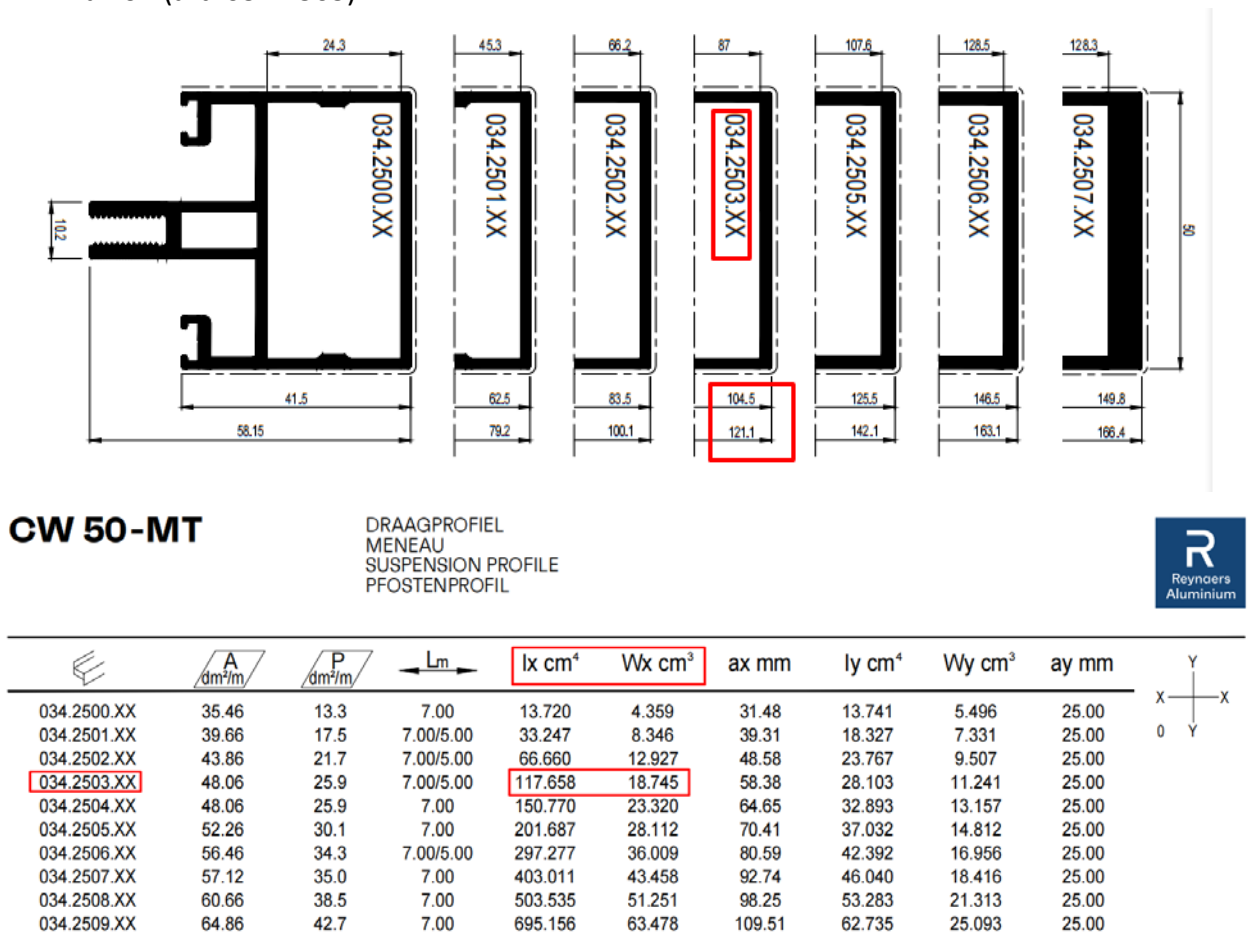 24.3 45.3 66.2 87 107.6 128.5 128.3
034.2500.XX 034.2501.XX 034.2502.XX 034.2503.XX 034.2505.XX 034.2506.XX 034.2507.XX
10.2 50
41.5 62.5 83.5 104.5 125.5 146.5 149.8
58.15 79.2 100.1 121.1 142.1 163.1 166.4
CW 50-MT
DRAAGPROFIEL
MENEAU
SUSPENSION PROFILE
PFOSTENPROFIL
R
Reynaers
Aluminium
A dm²/m P dm²/m Lm Ix cm⁴ Wx cm³ ax mm Iy cm⁴ Wy cm³ ay mm
034.2500.XX 35.46 13.3 7.00 13.720 4.359 31.48 13.741 5.496 25.00
034.2501.XX 39.66 17.5 7.00/5.00 33.247 8.346 39.31 18.327 7.331 25.00
034.2502.XX 43.86 21.7 7.00/5.00 66.660 12.927 48.58 23.767 9.507 25.00
034.2503.XX 48.06 25.9 7.00/5.00 117.658 18.745 58.38 28.103 11.241 25.00
034.2504.XX 48.06 25.9 7.00 150.770 23.320 64.65 32.893 13.157 25.00
034.2505.XX 52.26 30.1 7.00 201.687 28.112 70.41 37.032 14.812 25.00
034.2506.XX 56.46 34.3 7.00/5.00 297.277 36.009 80.59 42.392 16.956 25.00
034.2507.XX 57.12 35.0 7.00 403.011 43.458 92.74 46.040 18.416 25.00
034.2508.XX 60.66 38.5 7.00 503.535 51.251 98.25 53.283 21.313 25.00
034.2509.XX 64.86 42.7 7.00 695.156 63.478 109.51 62.735 25.093 25.00
Y
X X
0 Y